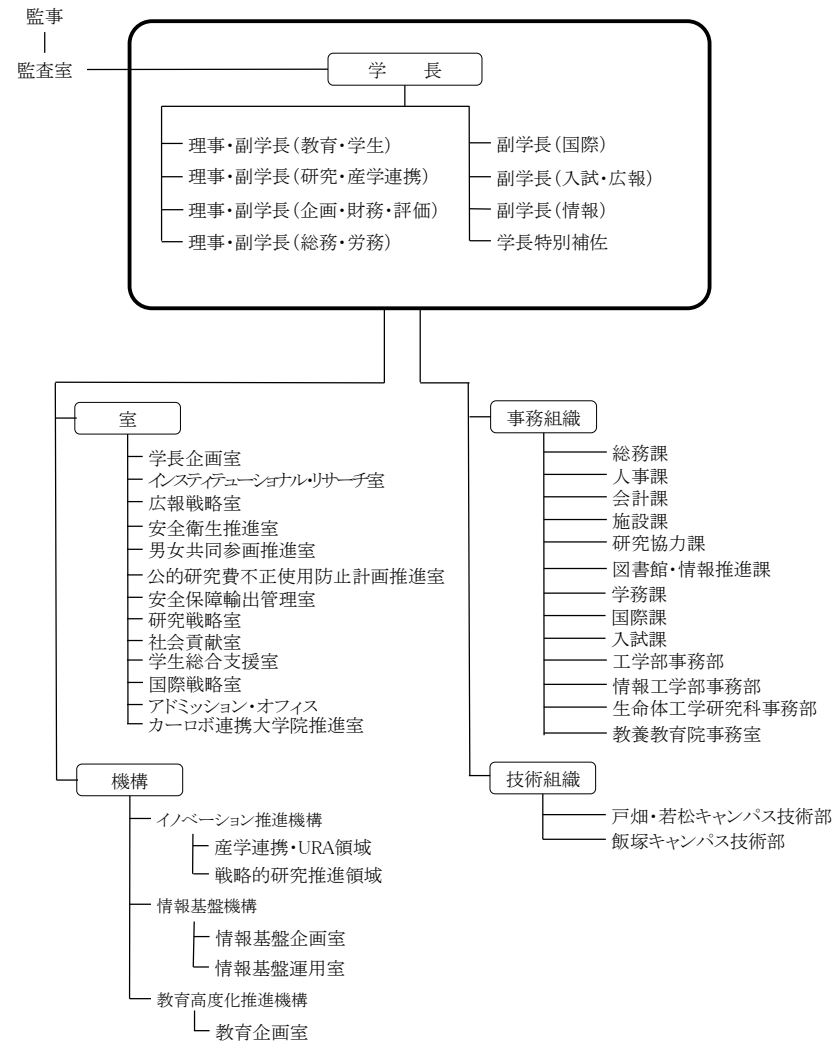 監事
監査室
学　　長
理事・副学長（教育・学生）
理事・副学長（研究・産学連携）
理事・副学長（企画・財務・評価）
理事・副学長（総務・労務）
副学長（国際）
副学長（入試・広報）
副学長（情報）
学長特別補佐
室
学長企画室
インスティテューショナル・リサーチ室
広報戦略室
安全衛生推進室
男女共同参画推進室
公的研究費不正使用防止計画推進室
安全保障輸出管理室
研究戦略室
社会貢献室
学生総合支援室
国際戦略室
アドミッション・オフィス
カーロボ連携大学院推進室
機構
イノベーション推進機構
産学連携・URA領域
戦略的研究推進領域
情報基盤機構
情報基盤企画室
情報基盤運用室
教育高度化推進機構
教育企画室
事務組織
総務課
人事課
会計課
施設課
研究協力課
図書館・情報推進課
学務課
国際課
入試課
工学部事務部
情報工学部事務部
生命体工学研究科事務部
教養教育院事務室
技術組織
戸畑・若松キャンパス技術部
飯塚キャンパス技術部